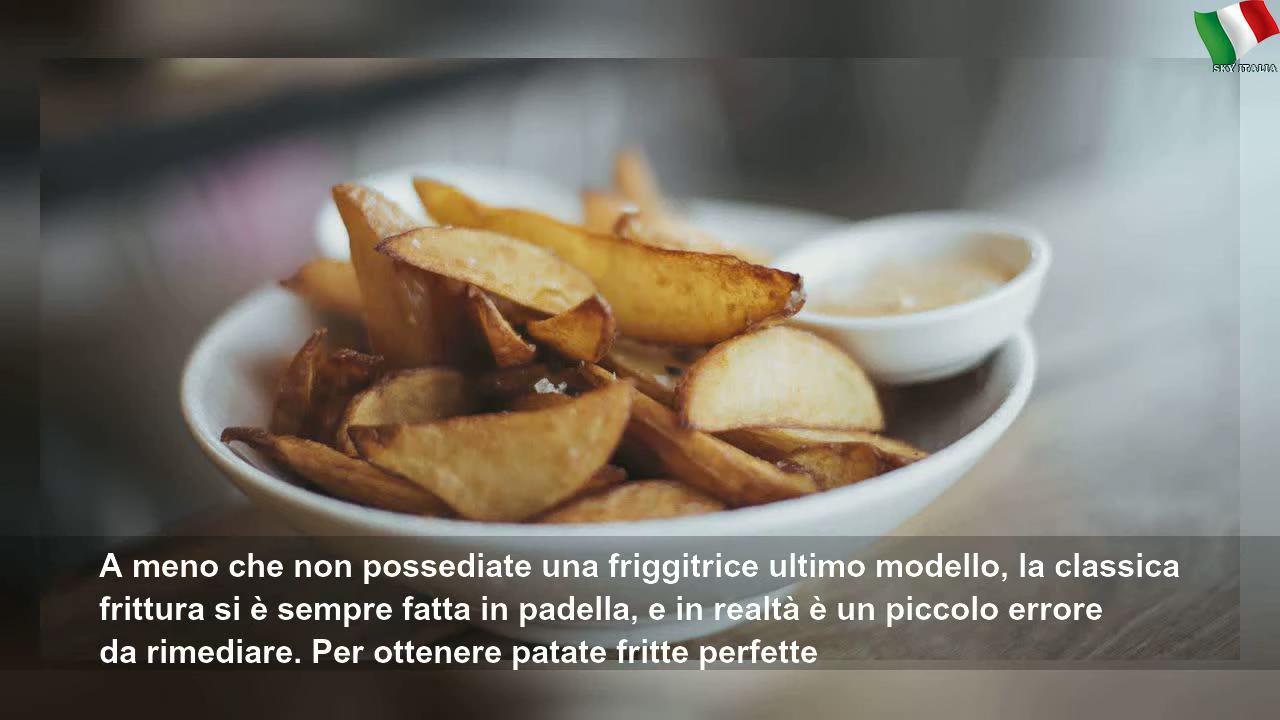 SKY ITALIA
A meno che non possediate una friggitrice ultimo modello, la classica
frittura si è sempre fatta in padella, e in realtà è un piccolo errore
da rimediare. Per ottenere patate fritte perfette